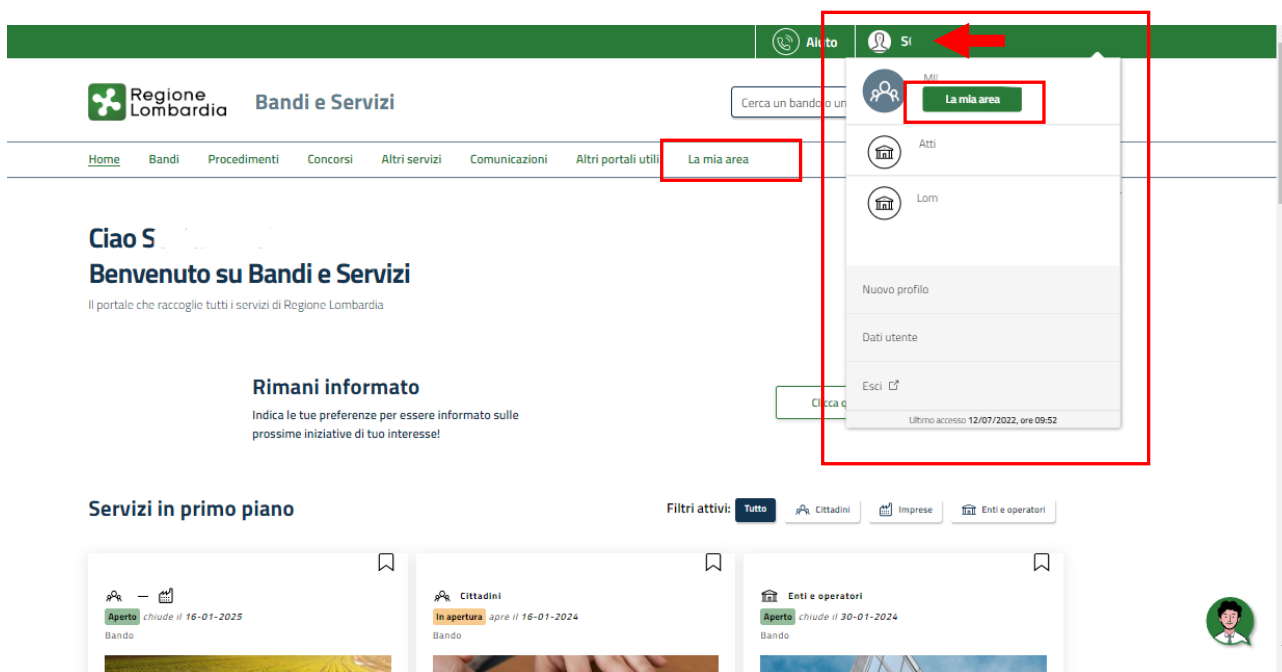 Aiuto
Regione
Lombardia
Bandi e Servizi
Cerca un bando o un
La mia area
Home Bandi Procedimenti Concorsi Altri servizi Comunicazioni Altri portali utili La mia area
Atti
Lom
Ciao S
Benvenuto su Bandi e Servizi
Il portale che raccoglie tutti i servizi di Regione Lombardia
Nuovo profilo
Dati utente
Esci
Ultimo accesso 12/07/2022, ore 09:52
Rimani informato
Indica le tue preferenze per essere informato sulle
prossime iniziative di tuo interesse!
Clicca q
Servizi in primo piano
Filtri attivi: Tutto Cittadini Imprese Enti e operatori
Aperto chiude il 16-01-2025
Bando
Cittadini
In apertura apre il 16-01-2024
Bando
Enti e operatori
Aperto chiude il 30-01-2024
Bando